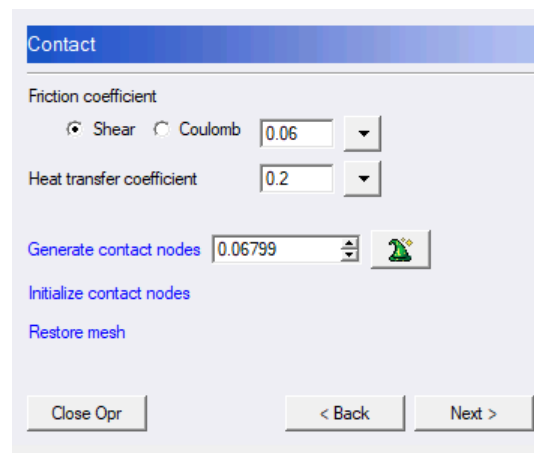 Contact
Friction coefficient
Shear Coulomb 0.06
Heat transfer coefficient 0.2
Generate contact nodes 0.06799
Initialize contact nodes
Restore mesh
Close Opr < Back Next >